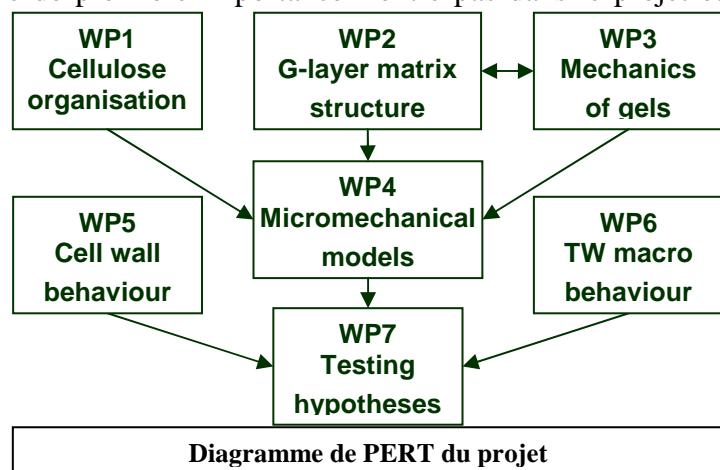 WP1
Cellulose
organisation
WP2
G-layer matrix
structure
WP3
Mechanics
of gels
WP4
Micromechanical
models
WP5
Cell wall
behaviour
WP6
TW macro
behaviour
WP7
Testing
hypotheses
Diagramme de PERT du projet